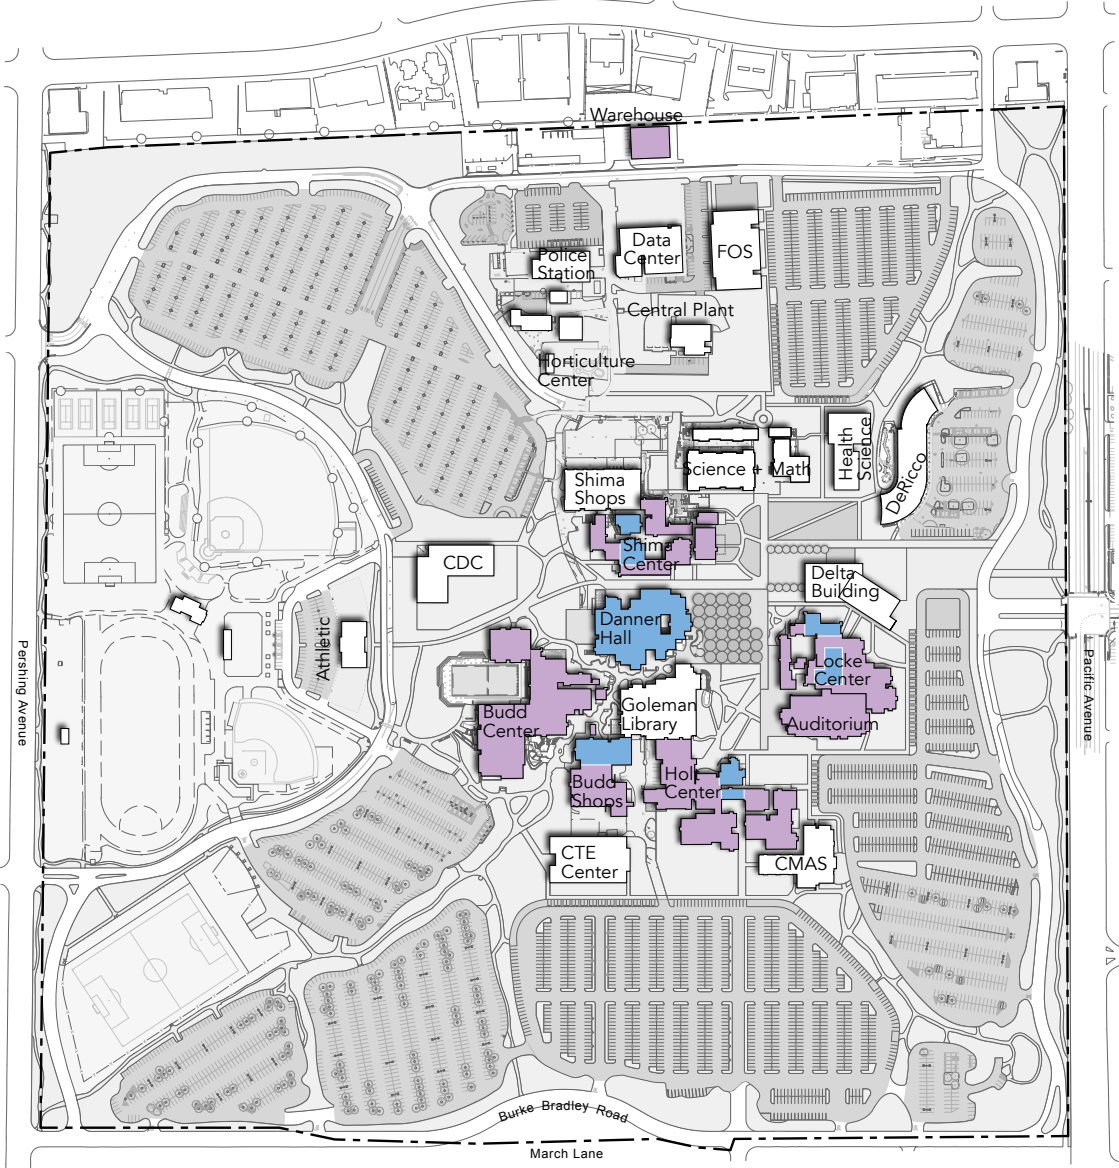 Warehouse
Data
Center
FOS
Police
Station
Central Plant
Horticulture
Center
Health
Science
Science + Math
DeRicco
Shima
Shops
Shima
Center
CDC
Delta
Building
Danner
Hall
Athletic
Locke
Center
Pershing Avenue
Pacific Avenue
Goleman
Library
Budd
Center
Auditorium
Holt
Center
Budd
Shops
CTE
Center
CMAS
Burke Bradley Road
March Lane